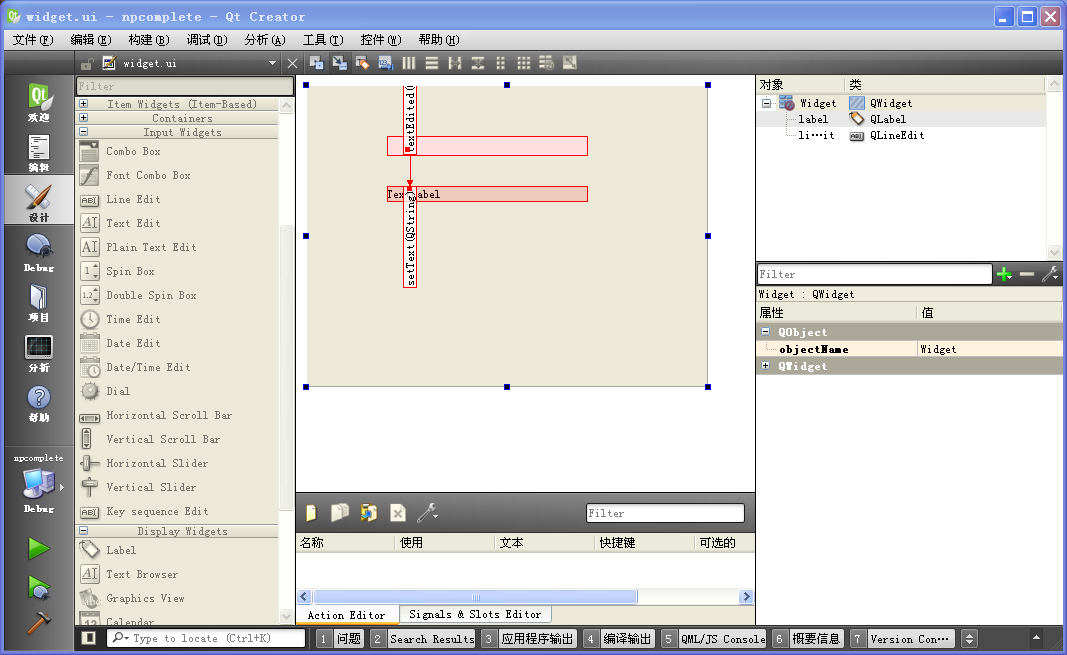 widget.ui - npcomplete - Qt Creator
文件(F) 编辑(E) 构建(B) 调试(D) 分析(A) 工具(T) 控件(W) 帮助(H)
widget.ui
欢迎
编辑
设计
Debug
项目
分析
帮助
npcomplete
Debug
Filter
Item Widgets (Item-Based)
Containers
Input Widgets
Combo Box
Font Combo Box
Line Edit
Text Edit
Plain Text Edit
Spin Box
Double Spin Box
Time Edit
Date Edit
Date/Time Edit
Dial
Horizontal Scroll Bar
Vertical Scroll Bar
Horizontal Slider
Vertical Slider
Key sequence Edit
Display Widgets
Label
Text Browser
Graphics View
Calendar
textEdited(
setText(QString)
Filter
名称 使用 文本 快捷键 可选的
Action Editor Signals & Slots Editor
对象 类
Widget QWidget
label QLabel
li…it QLineEdit
Filter
Widget : QWidget
属性 值
QObject
objectName Widget
QWidget
Type to locate (Ctrl+K) 1 问题 2 Search Results 3 应用程序输出 4 编译输出 5 QML/JS Console 6 概要信息 7 Version Con…